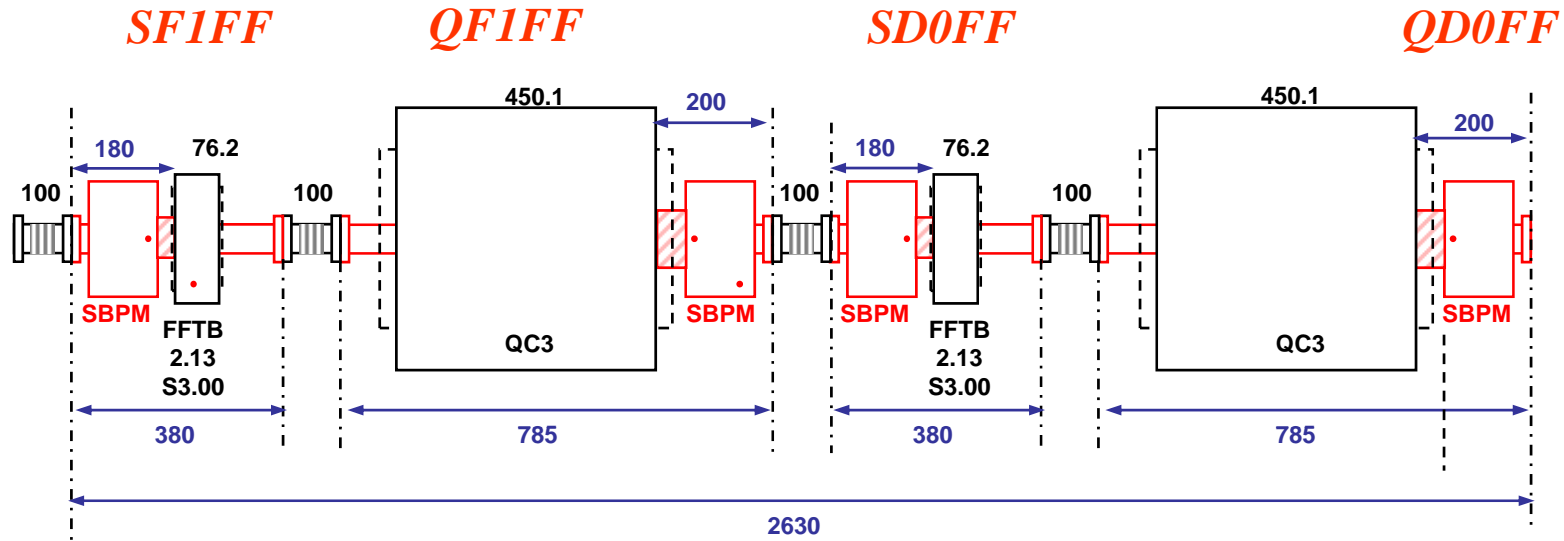 SF1FF QF1FF SD0FF QD0FF
450.1 450.1
200 200
180 76.2 180 76.2
100 100 100 100
SBPM SBPM SBPM SBPM
FFTB FFTB
2.13 QC3 2.13 QC3
S3.00 S3.00
380 785 380 785
2630